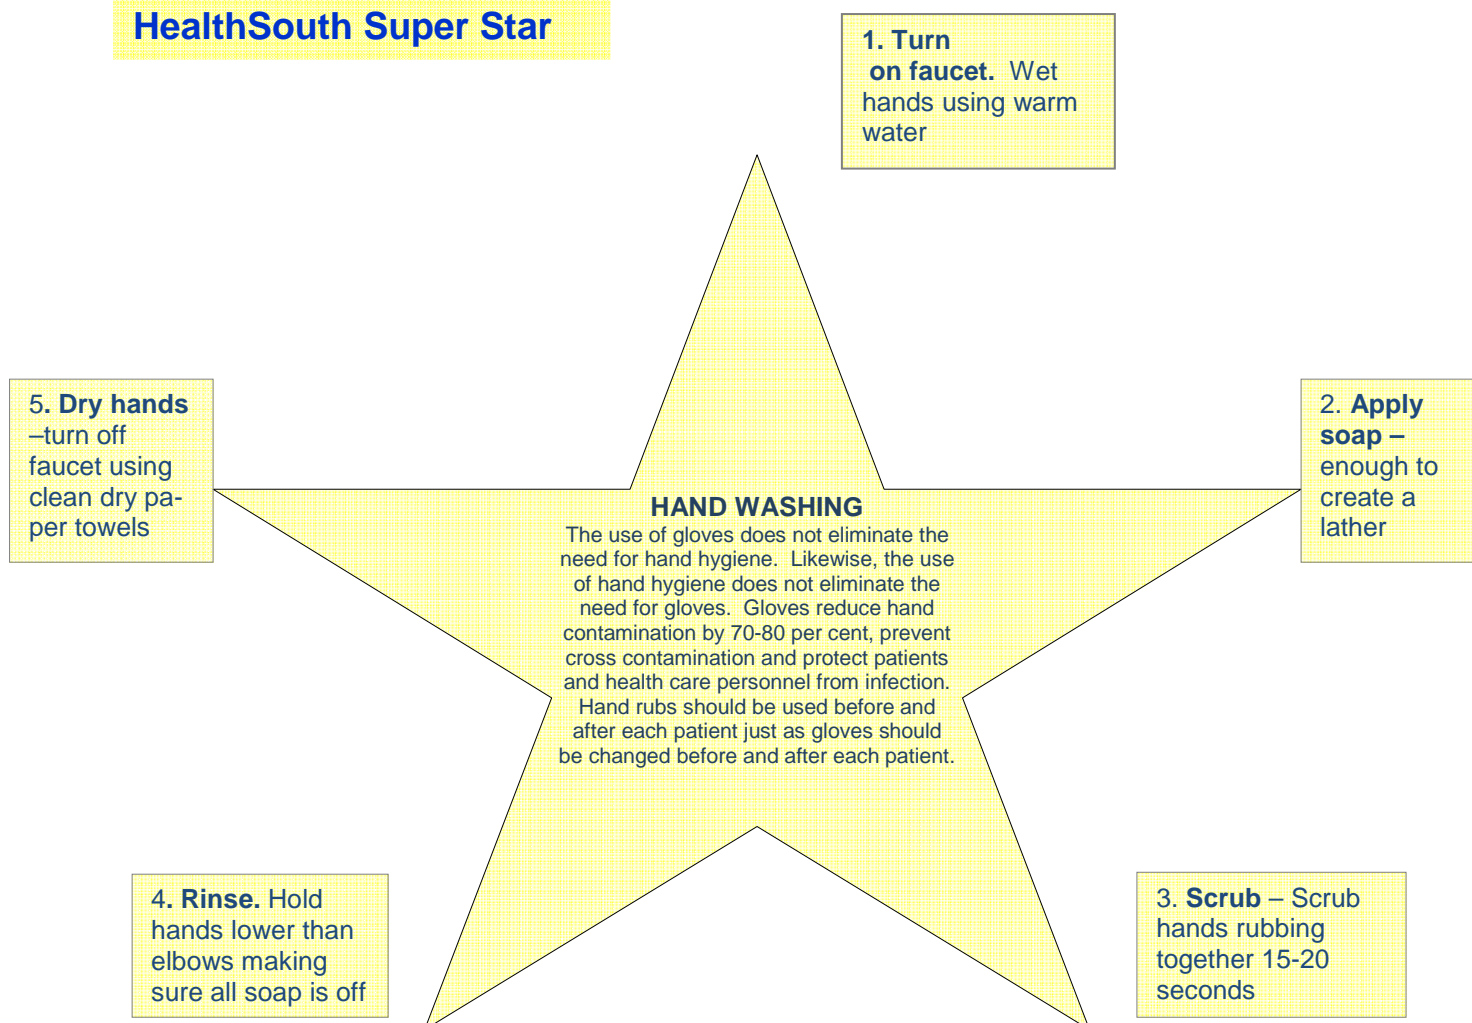 HealthSouth Super Star
1. Turn
on faucet.  Wet
hands using warm
water
2. Apply
soap –
enough to
create a
lather
3. Scrub – Scrub
hands rubbing
together 15-20
seconds
4. Rinse. Hold
hands lower than
elbows making
sure all soap is off
5. Dry hands
–turn off
faucet using
clean dry pa-
per towels
HAND WASHING
The use of gloves does not eliminate the
need for hand hygiene.  Likewise, the use
of hand hygiene does not eliminate the
need for gloves.  Gloves reduce hand
contamination by 70-80 per cent, prevent
cross contamination and protect patients
and health care personnel from infection.
Hand rubs should be used before and
after each patient just as gloves should
be changed before and after each patient.